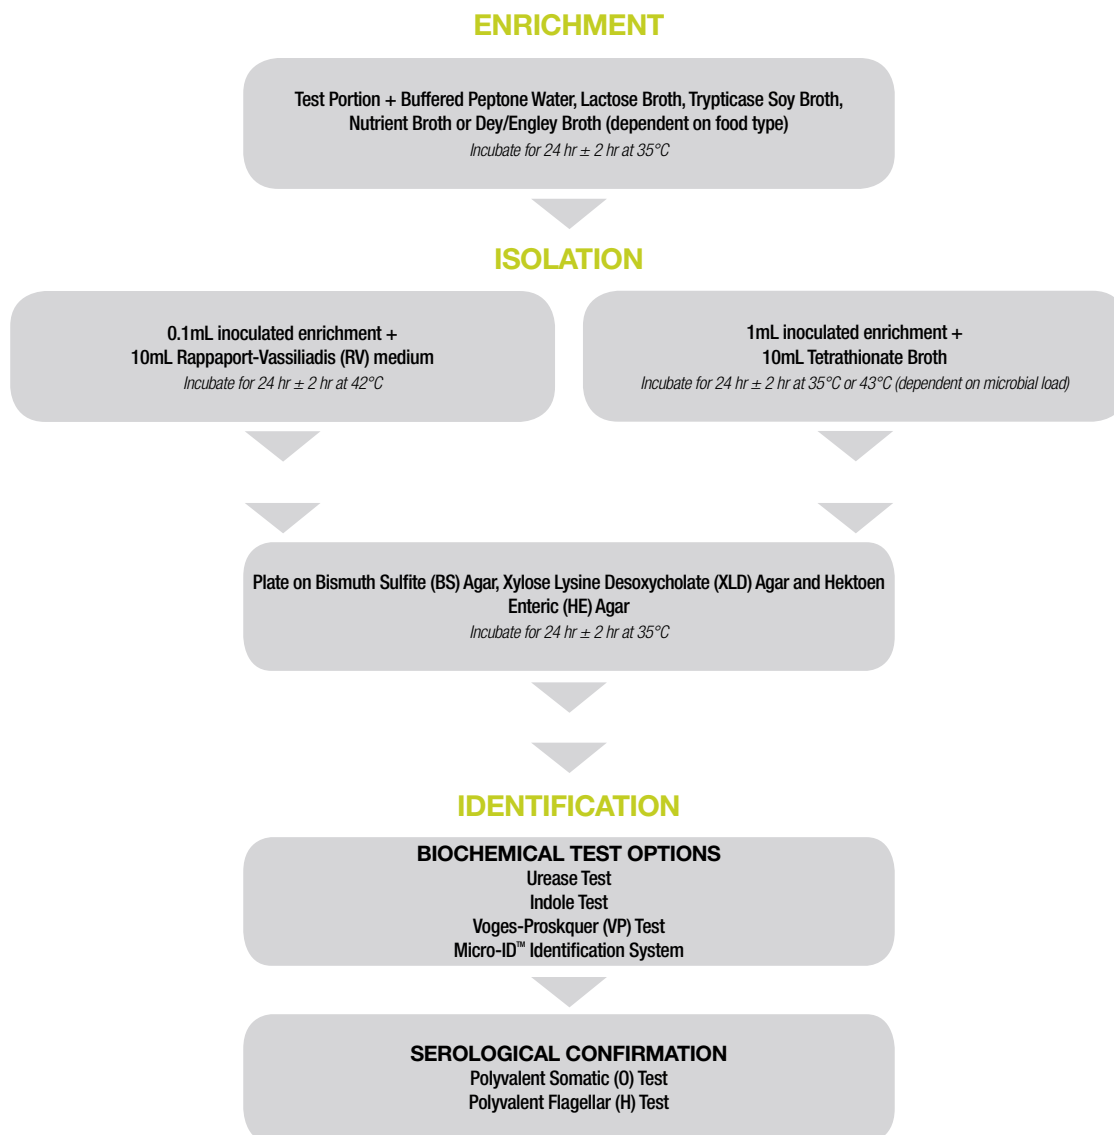 ENRICHMENT
Test Portion + Buffered Peptone Water, Lactose Broth, Trypticase Soy Broth,
Nutrient Broth or Dey/Engley Broth (dependent on food type)
Incubate for 24 hr ± 2 hr at 35°C
ISOLATION
0.1mL inoculated enrichment +
10mL Rappaport-Vassiliadis (RV) medium
Incubate for 24 hr ± 2 hr at 42°C
1mL inoculated enrichment +
10mL Tetrathionate Broth
Incubate for 24 hr ± 2 hr at 35°C or 43°C (dependent on microbial load)
Plate on Bismuth Sulfite (BS) Agar, Xylose Lysine Desoxycholate (XLD) Agar and Hektoen
Enteric (HE) Agar
Incubate for 24 hr ± 2 hr at 35°C
IDENTIFICATION
BIOCHEMICAL TEST OPTIONS
Urease Test
Indole Test
Voges-Proskquer (VP) Test
Micro-ID™ Identification System
SEROLOGICAL CONFIRMATION
Polyvalent Somatic (O) Test
Polyvalent Flagellar (H) Test